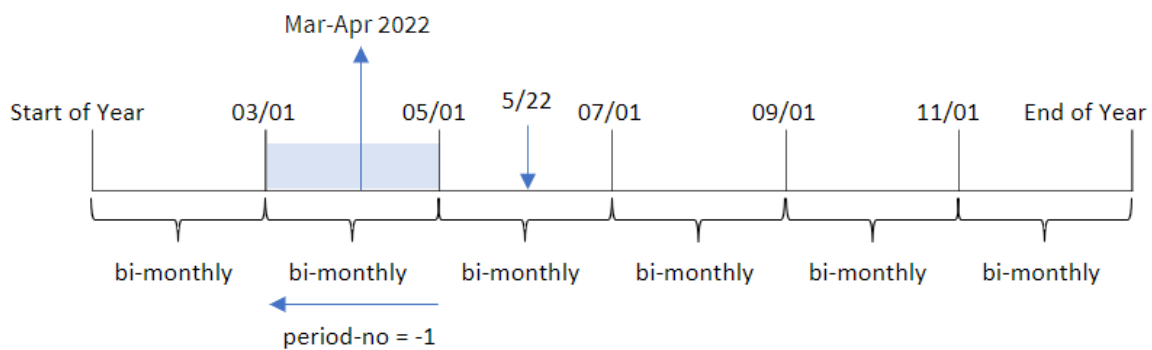 Mar-Apr 2022
Start of Year 03/01 05/01 5/22 07/01 09/01 11/01 End of Year
bi-monthly bi-monthly bi-monthly bi-monthly bi-monthly bi-monthly
period-no = -1